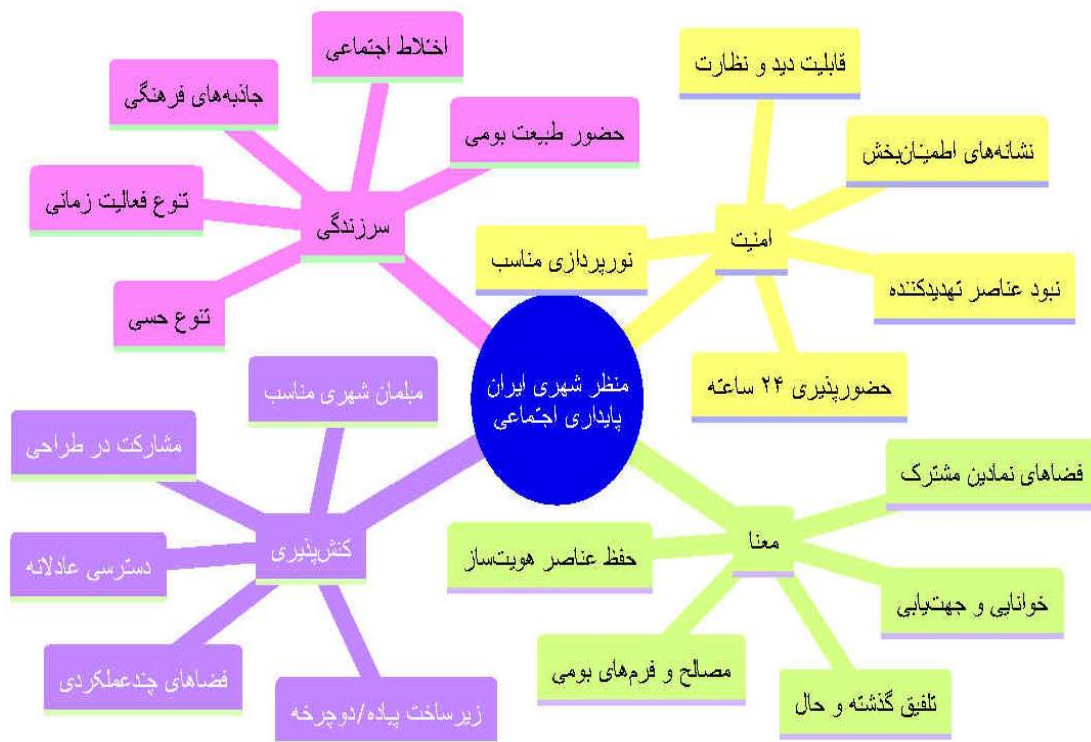 منظر شهری ایران
پایداری اجتماعی
امنیت
قابلیت دید و نظارت
نشانه‌های اطمینان‌بخش
نبود عناصر تهدیدکننده
حضورپذیری ۲۴ ساعته
نورپردازی مناسب
معنا
فضاهای نمادین مشترک
خوانایی و جهت‌یابی
تلفیق گذشته و حال
مصالح و فرم‌های بومی
حفظ عناصر هویت‌ساز
کنش‌پذیری
مبلمان شهری مناسب
مشارکت در طراحی
دسترسی عادلانه
فضاهای چندعملکردی
زیرساخت پیاده/دوچرخه
سرزندگی
حضور طبیعت بومی
اختلاط اجتماعی
جاذبه‌های فرهنگی
تنوع فعالیت زمانی
تنوع حسی